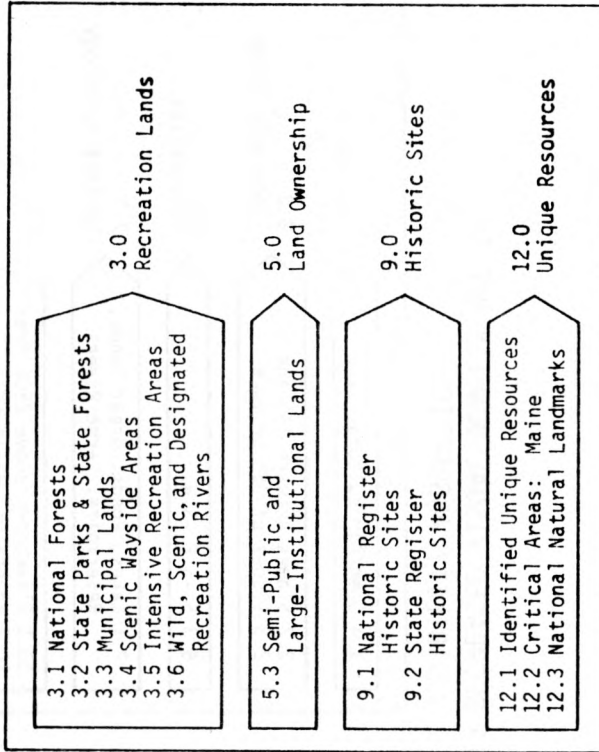 3.1 National Forests
3.2 State Parks & State Forests
3.3 Municipal Lands
3.4 Scenic Wayside Areas
3.5 Intensive Recreation Areas
3.6 Wild, Scenic, and Designated
Recreation Rivers
3.0
Recreation Lands
5.3 Semi-Public and
Large-Institutional Lands
5.0
Land Ownership
9.1 National Register
Historic Sites
9.2 State Register
Historic Sites
9.0
Historic Sites
12.1 Identified Unique Resources
12.2 Critical Areas: Maine
12.3 National Natural Landmarks
12.0
Unique Resources